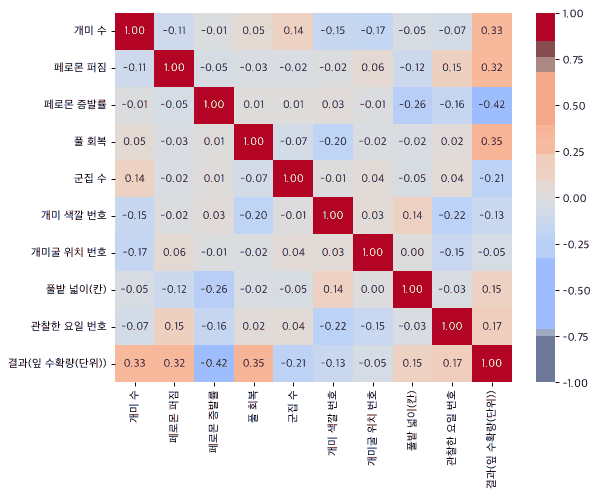 개미 수 1.00 -0.11 -0.01 0.05 0.14 -0.15 -0.17 -0.05 -0.07 0.33
페로몬 퍼짐 -0.11 1.00 -0.05 -0.03 -0.02 -0.02 0.06 -0.12 0.15 0.32
페로몬 증발률 -0.01 -0.05 1.00 0.01 0.01 0.03 -0.01 -0.26 -0.16 -0.42
풀 회복 0.05 -0.03 0.01 1.00 -0.07 -0.20 -0.02 -0.02 0.02 0.35
군집 수 0.14 -0.02 0.01 -0.07 1.00 -0.01 0.04 -0.05 0.04 -0.21
개미 색깔 번호 -0.15 -0.02 0.03 -0.20 -0.01 1.00 0.03 0.14 -0.22 -0.13
개미굴 위치 번호 -0.17 0.06 -0.01 -0.02 0.04 0.03 1.00 0.00 -0.15 -0.05
풀밭 넓이(칸) -0.05 -0.12 -0.26 -0.02 -0.05 0.14 0.00 1.00 -0.03 0.15
관찰한 요일 번호 -0.07 0.15 -0.16 0.02 0.04 -0.22 -0.15 -0.03 1.00 0.17
결과(잎 수확량(단위)) 0.33 0.32 -0.42 0.35 -0.21 -0.13 -0.05 0.15 0.17 1.00
개미 수
페로몬 퍼짐
페로몬 증발률
풀 회복
군집 수
개미 색깔 번호
개미굴 위치 번호
풀밭 넓이(칸)
관찰한 요일 번호
결과(잎 수확량(단위))
1.00
0.75
0.50
0.25
0.00
-0.25
-0.50
-0.75
-1.00